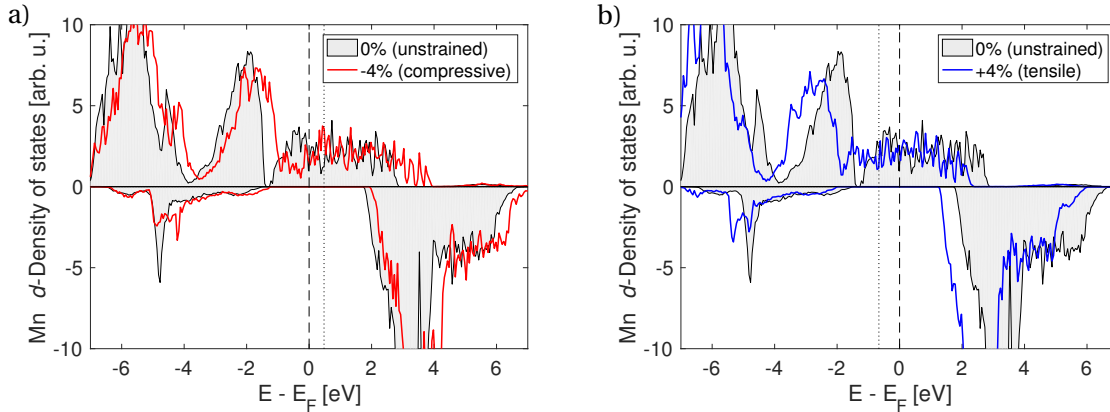 a)
10
5
0
-5
-10
Mn d-Density of states [arb. u.]
0% (unstrained)
-4% (compressive)
-6 -4 -2 0 2 4 6
E - E_F [eV]
b)
10
5
0
-5
-10
Mn d-Density of states [arb. u.]
0% (unstrained)
+4% (tensile)
-6 -4 -2 0 2 4 6
E - E_F [eV]